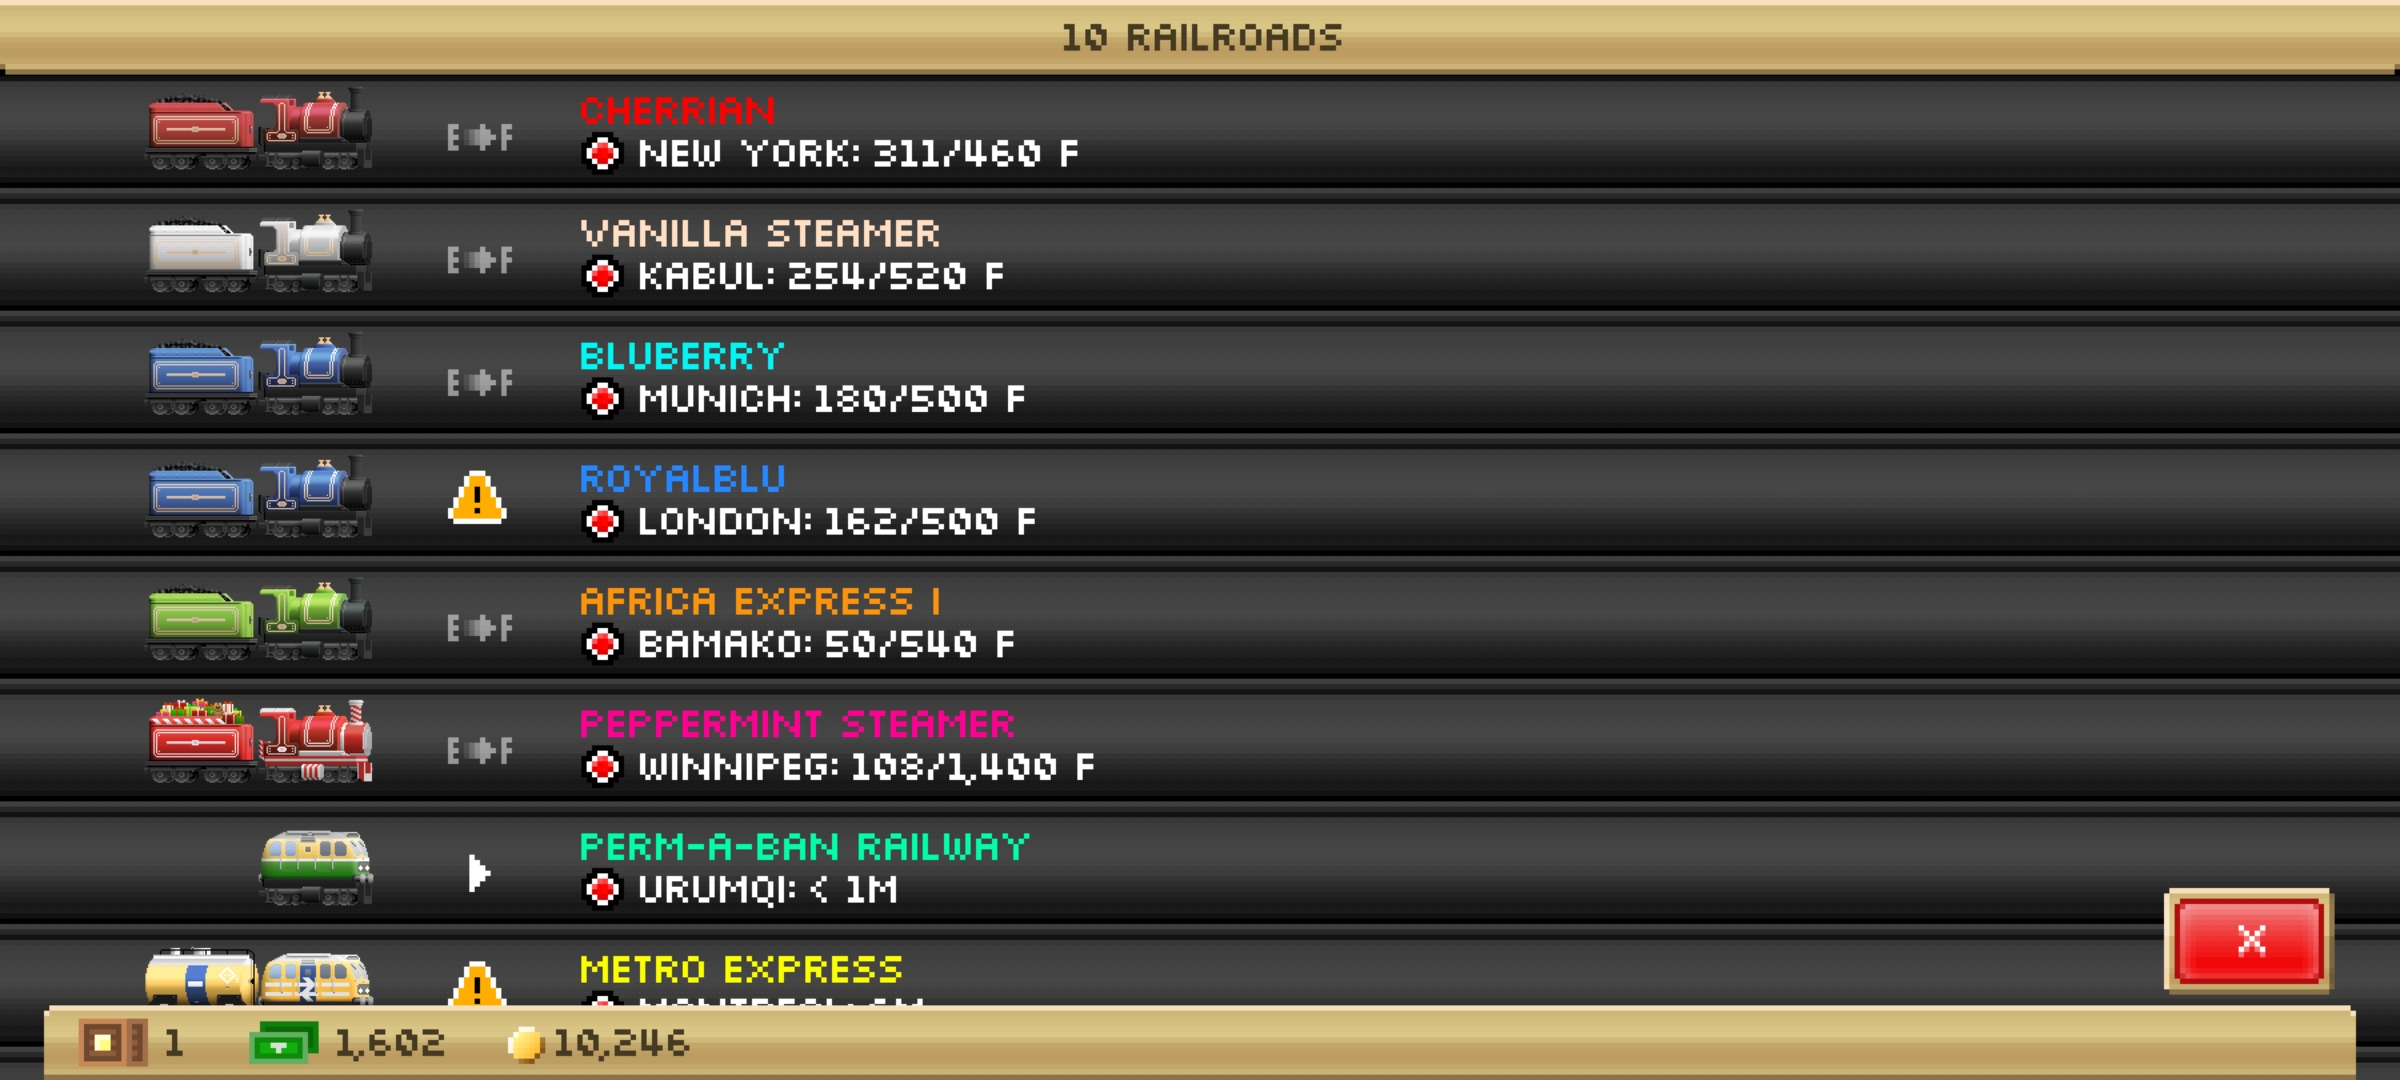 10 RAILROADS
CHERRIAN
E F NEW YORK: 311/460 F
VANILLA STEAMER
E F KABUL: 254/520 F
BLUBERRY
E F MUNICH: 180/500 F
ROYALBLU
! LONDON: 162/500 F
AFRICA EXPRESS I
E F BAMAKO: 50/540 F
PEPPERMINT STEAMER
E F WINNIPEG: 108/1,400 F
PERM-A-BAN RAILWAY
URUMQI: < 1M
METRO EXPRESS
!
X
1 1,602 10,246